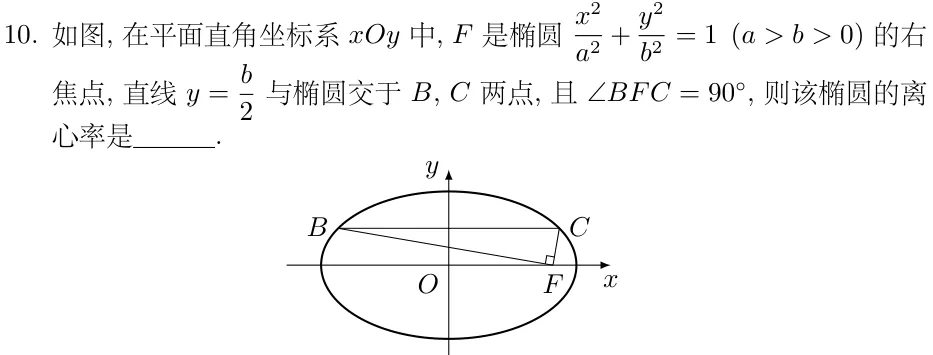 10. 如图, 在平面直角坐标系 xOy 中, F 是椭圆 x²/a² + y²/b² = 1 (a > b > 0) 的右
焦点, 直线 y = b/2 与椭圆交于 B, C 两点, 且 ∠BFC = 90°, 则该椭圆的离
心率是______.
y
B C
O F x